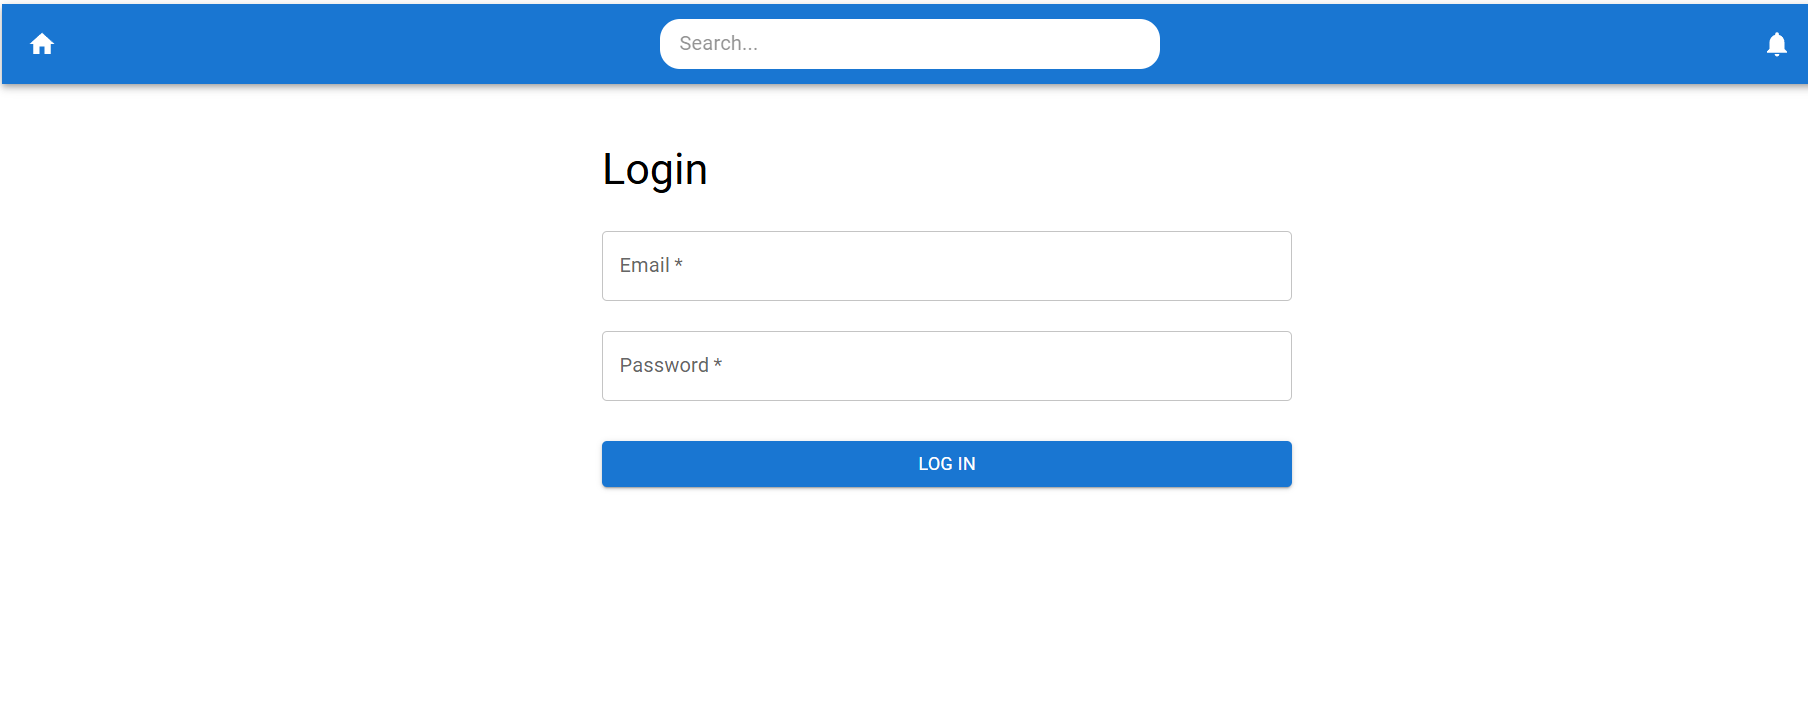 Search...
Login
Email *
Password *
LOG IN